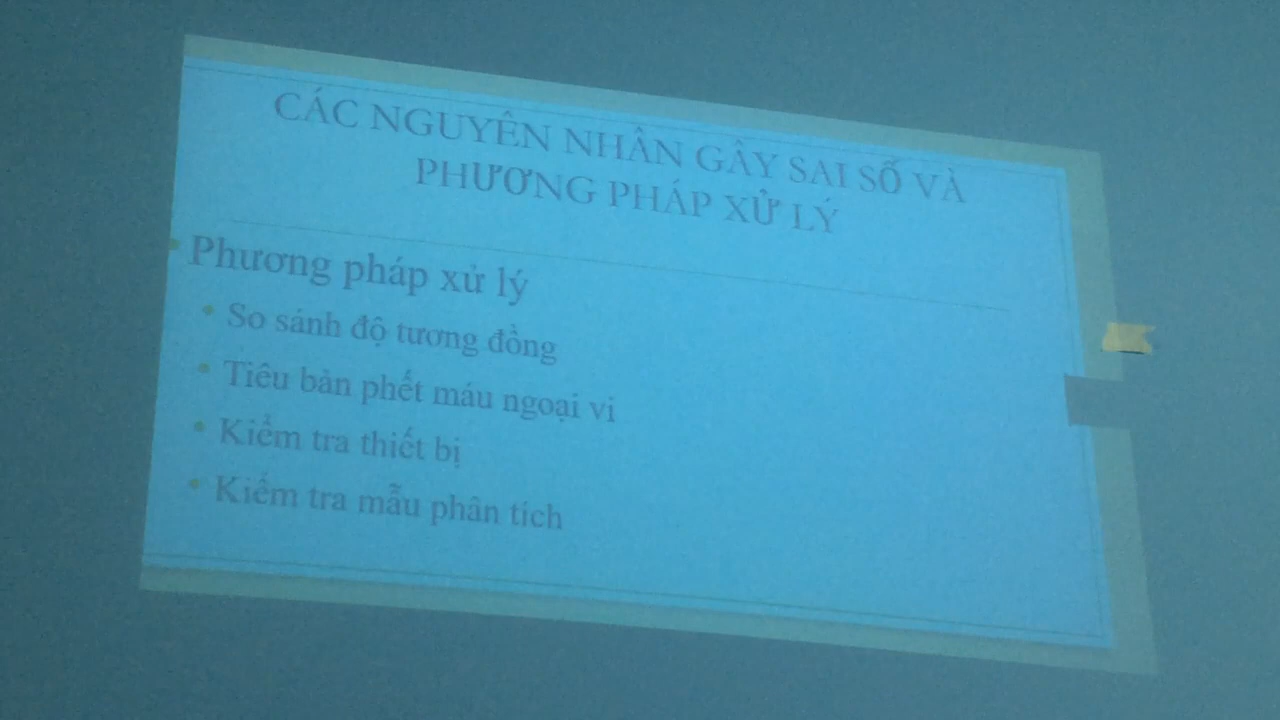 CÁC NGUYÊN NHÂN GÂY SAI SỐ VÀ
PHƯƠNG PHÁP XỬ LÝ
Phương pháp xử lý
So sánh độ tương đồng
Tiêu bản phết máu ngoại vi
Kiểm tra thiết bị
Kiểm tra mẫu phân tích